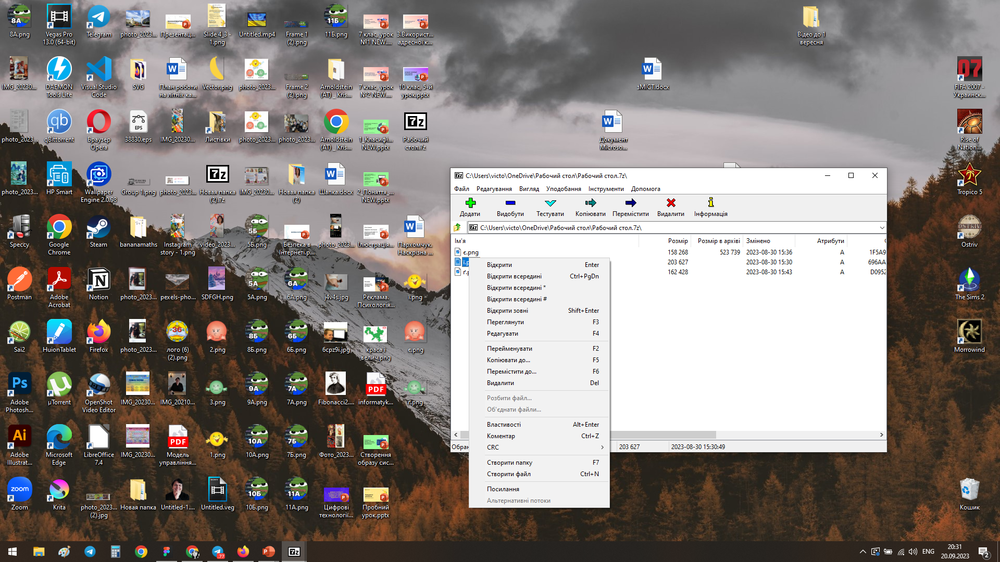 8А.png
Vegas Pro
13.0 (64-bit)
Telegram
photo_2023...
Презентац...
Slide 4_3 -
1.png
Untitled.mp4
Frame 1
(2).png
11Б.png
7 клас, урок
№1 NEW....
3.Використ...
адресної к...
Відео до 1
вересня
IMG_20230...
DAEMON
Tools Lite
Visual Studio
Code
SVG
План роботи
на літніх ка...
Vector.png
photo_2023...
Frame 2
(2).png
Arnoldstein
(AT) _ Kris...
7 клас, урок
№2 NEW....
10 клас, 5-й
урок.pptx
зМІСТ.docx
FIFA 2007 -
Украинск...
photo_2023...
qBittorrent
Браузер
Opera
38830.eps
IMG_20230...
Листівки
photo_2023...
photo_2023...
Arnoldstein
(AT) _ Kris...
1_Класифі...
NEW.pptx
Рабочий
стол.7z
Документ
Microso...
Rise of
Nation...
photo_2023...
HP Smart
Wallpaper
Engine 2.0.98
Group 1.png
photo_2023...
Новая папка
(2).7z
IMG_20230...
Новая папка
(2)
Шапка.docx
2_Поняття_...
NEW.pptx
Tropico 5
Speccy
Google
Chrome
Steam
bananamaths
Instagram
story - 1.png
video_2023...
5Б.png
Безпека в
Інтернеті.p...
photo_2023...
Ілюстрація...
Пархомчук.
Наскрізна ...
Ostriv
Postman
Adobe
Acrobat
Notion
photo_2023...
pexels-pho...
SDFGH.png
5А.png
6А.png
j4v4s.jpg
Реклама.
Психологія...
ї.png
The Sims 2
Sai2
HuionTablet
Firefox
photo_2023...
лого (6)
(2).png
2.png
8Б.png
6Б.png
6cpz9i.jpg
краса і
велич.png
є.png
Morrowind
Adobe
Photosh...
µTorrent
OpenShot
Video Editor
IMG_20230...
IMG_20210...
3.png
9А.png
7А.png
Fibonacci2....
informatyk...
ґ.png
Adobe
Illustrat...
Microsoft
Edge
LibreOffice
7.4
IMG_20230...
Модель
управління...
1.png
10А.png
7Б.png
Фото_2023...
Створення
образу сис...
Zoom
Krita
photo_2023...
(2).jpg
Новая папка
Untitled-1....
Untitled.veg
10Б.png
11А.png
Цифрові
технології...
Пробний
урок.pptx
Кошик
C:\Users\victo\OneDrive\Рабочий стол\Рабочий стол.7z\
Файл Редагування Вигляд Уподобання Інструменти Допомога
Додати Видобути Тестувати Копіювати Перемістити Видалити Інформація
C:\Users\victo\OneDrive\Рабочий стол\Рабочий стол.7z\
Ім'я Розмір Розмір в архіві Змінено Атрибути
є.png 158 268 523 739 2023-08-30 15:36 A 1F5A9
ї.p 203 627 2023-08-30 15:30 A 696AA
ґ.p 162 428 2023-08-30 15:43 A D095
Відкрити Enter
Відкрити всередині Ctrl+PgDn
Відкрити всередині *
Відкрити всередині #
Відкрити зовні Shift+Enter
Переглянути F3
Редагувати F4
Перейменувати F2
Копіювати до... F5
Перемістити до... F6
Видалити Del
Розбити файл...
Об'єднати файли...
Властивості Alt+Enter
Коментар Ctrl+Z
CRC
Створити папку F7
Створити файл Ctrl+N
Посилання
Альтернативні потоки
Обран 203 627 2023-08-30 15:30:49
ENG
20:31
20.09.2023
2